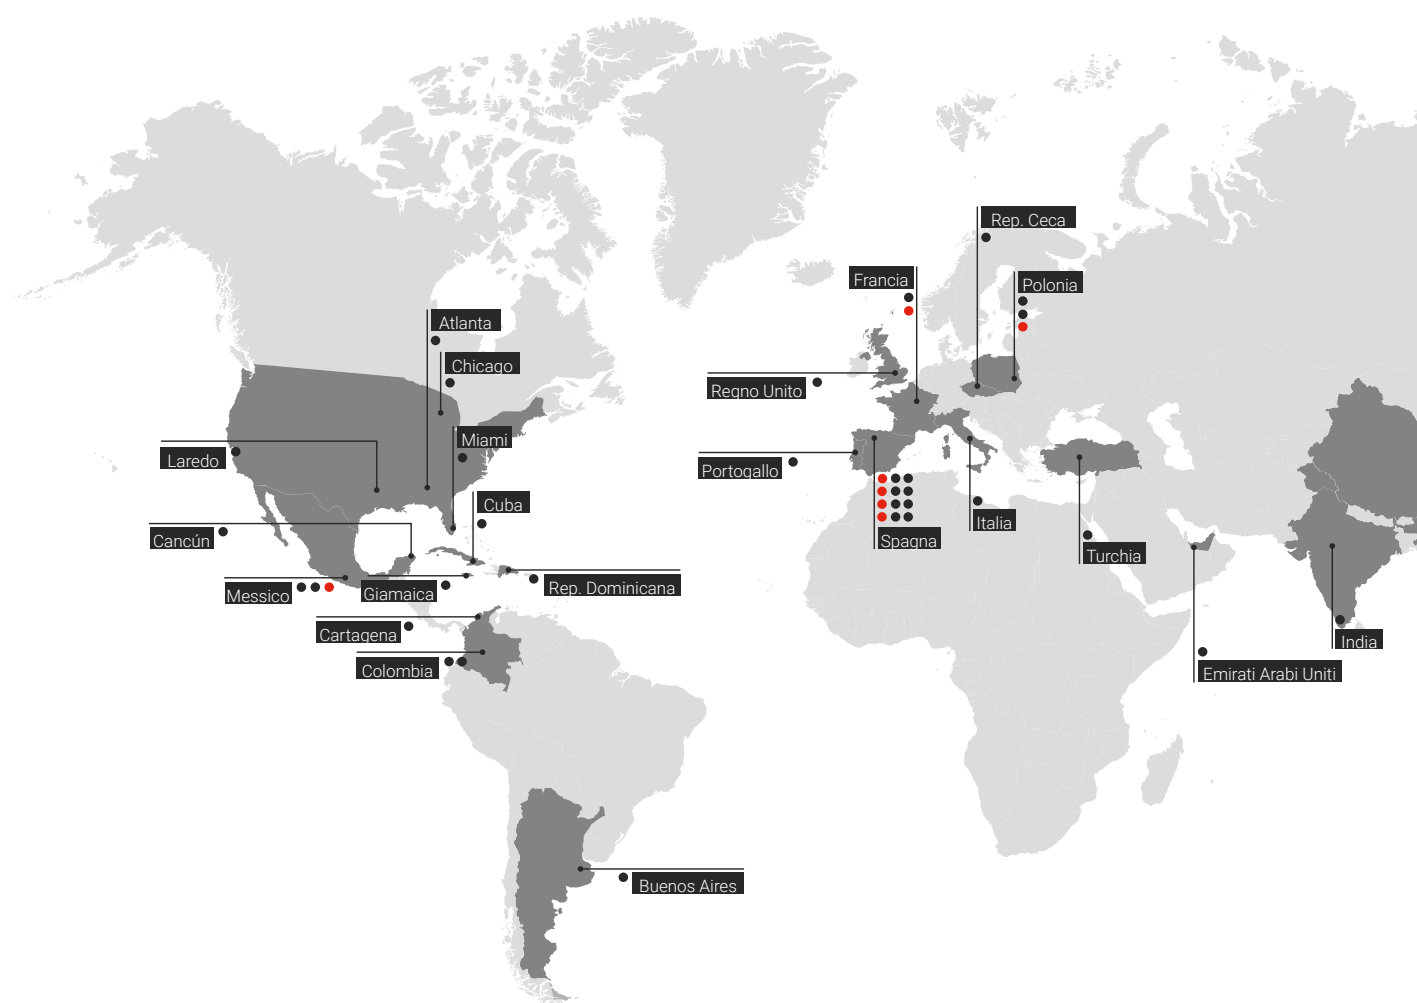 Rep. Ceca
Francia
Polonia
Atlanta
Chicago
Regno Unito
Miami
Laredo
Portogallo
Cuba
Italia
Cancún
Spagna
Turchia
Messico
Giamaica
Rep. Dominicana
Cartagena
India
Colombia
Emirati Arabi Uniti
Buenos Aires